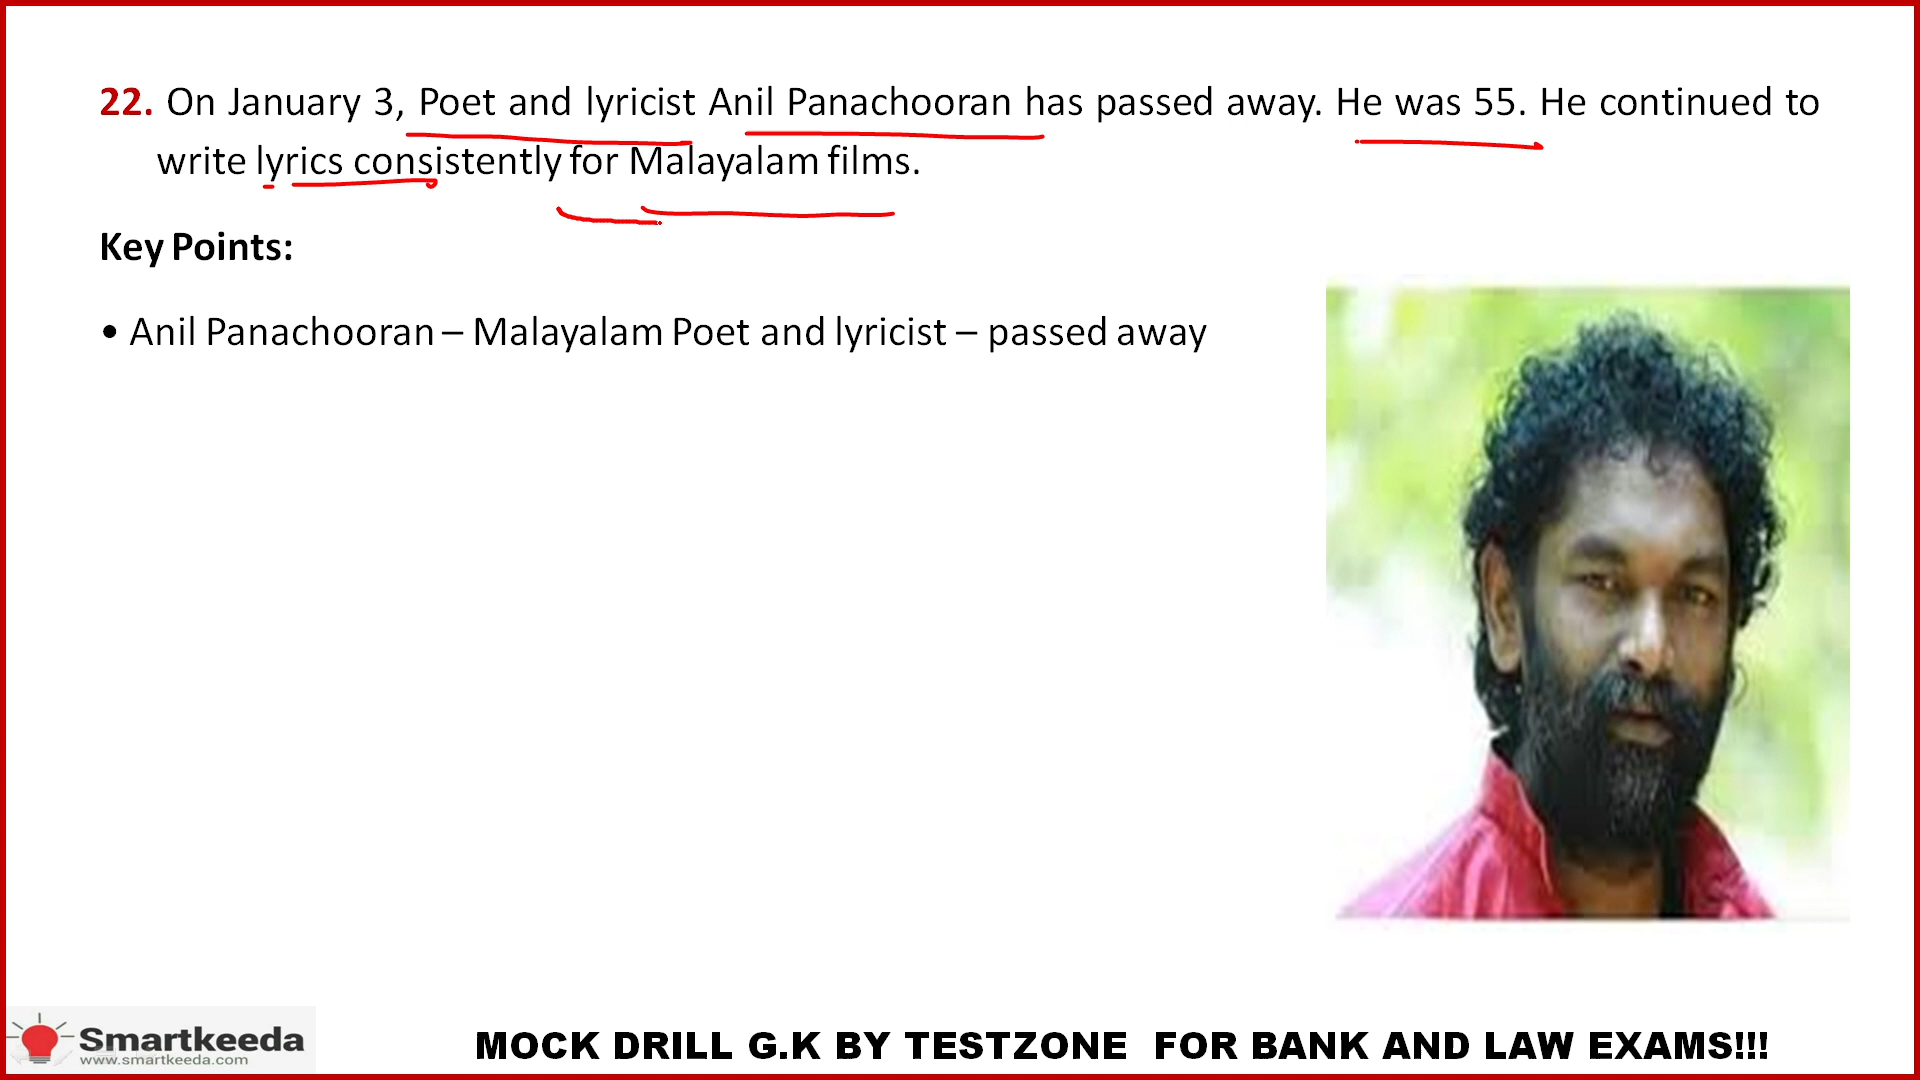 22. On January 3, Poet and lyricist Anil Panachooran has passed away. He was 55. He continued to
write lyrics consistently for Malayalam films.
Key Points:
• Anil Panachooran – Malayalam Poet and lyricist – passed away
Smartkeeda
www.smartkeeda.com
MOCK DRILL G.K BY TESTZONE FOR BANK AND LAW EXAMS!!!